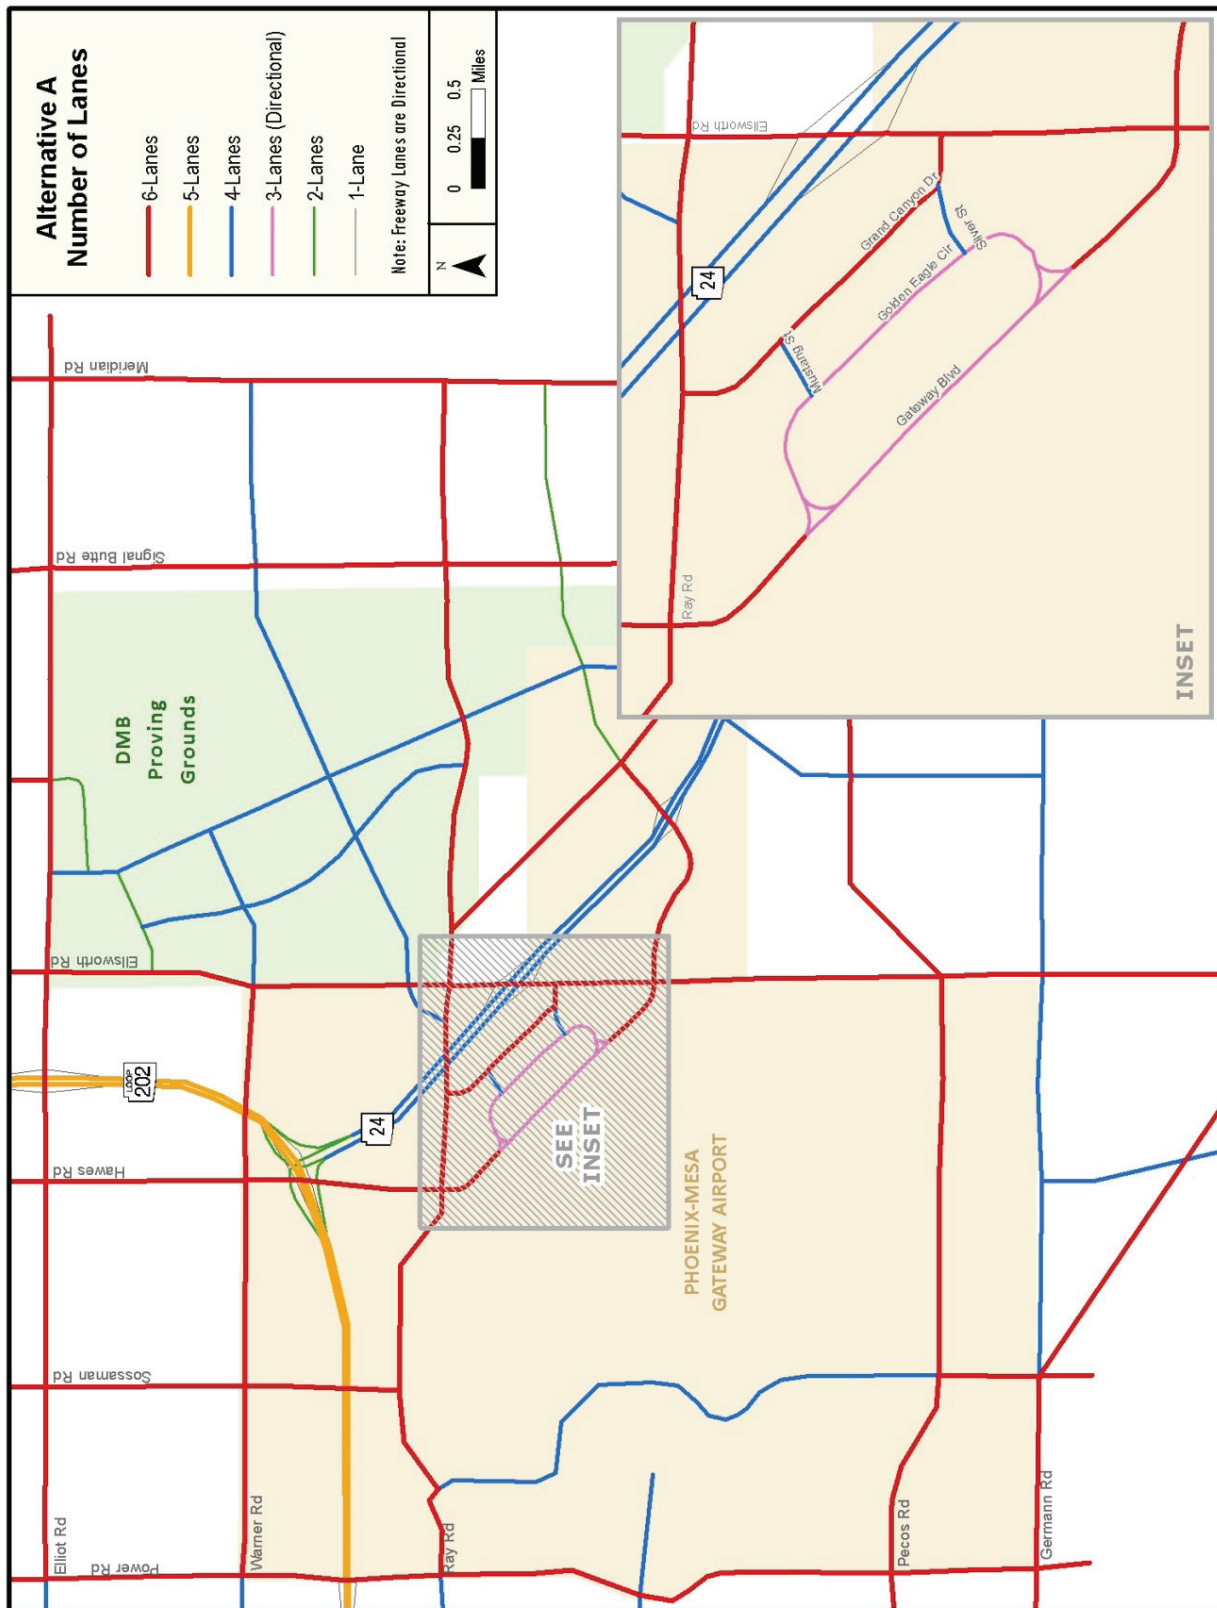 Alternative A
Number of Lanes
6-Lanes
5-Lanes
4-Lanes
3-Lanes (Directional)
2-Lanes
1-Lane
Note: Freeway Lanes are Directional
N
0 0.25 0.5
Miles
Elliot Rd
Warner Rd
Ray Rd
Pecos Rd
Germann Rd
Power Rd
Sossaman Rd
Hawes Rd
Ellsworth Rd
Signal Butte Rd
Meridian Rd
LOOP
202
24
DMB
Proving
Grounds
SEE
INSET
PHOENIX-MESA
GATEWAY AIRPORT
Ray Rd
Ellsworth Rd
24
Grand Canyon Dr
Golden Eagle Cir
Silver St
Mustang St
Gateway Blvd
INSET